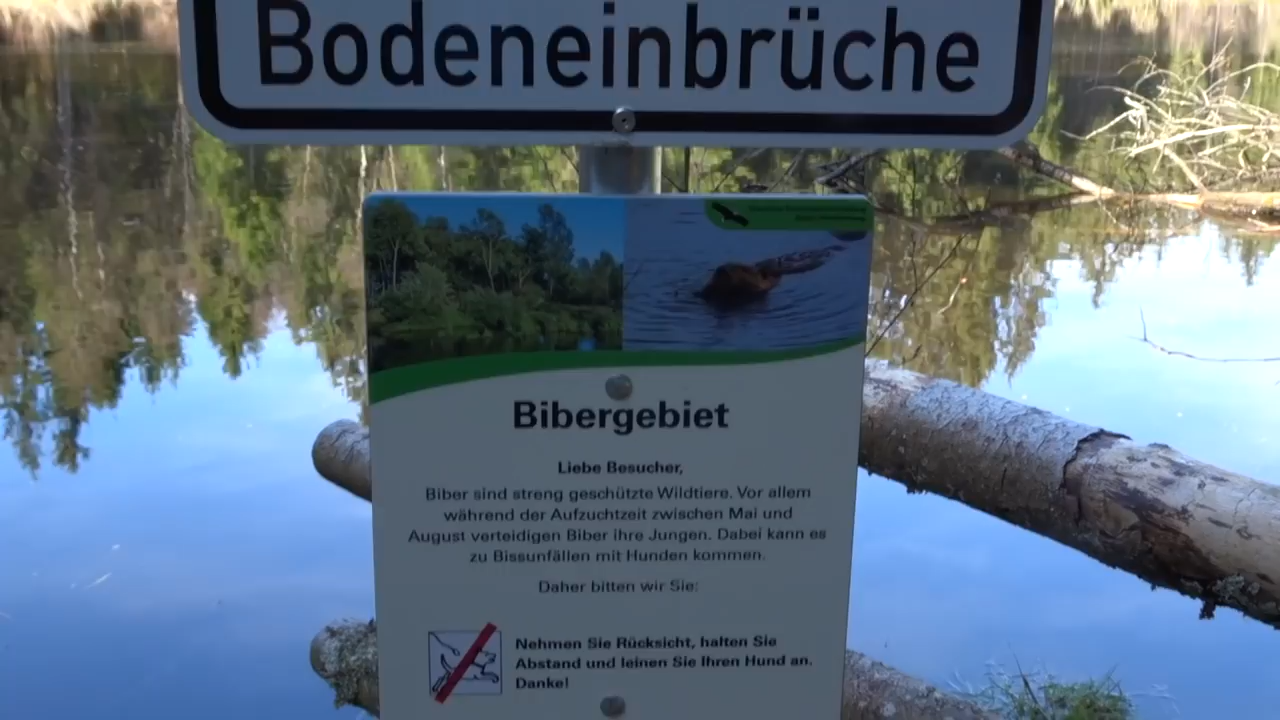 Bodeneinbrüche
Bibergebiet
Liebe Besucher,
Biber sind streng geschützte Wildtiere. Vor allem
während der Aufzuchtzeit zwischen Mai und
August verteidigen Biber ihre Jungen. Dabei kann es
zu Bissunfällen mit Hunden kommen.
Daher bitten wir Sie:
Nehmen Sie Rücksicht, halten Sie
Abstand und leinen Sie Ihren Hund an.
Danke!